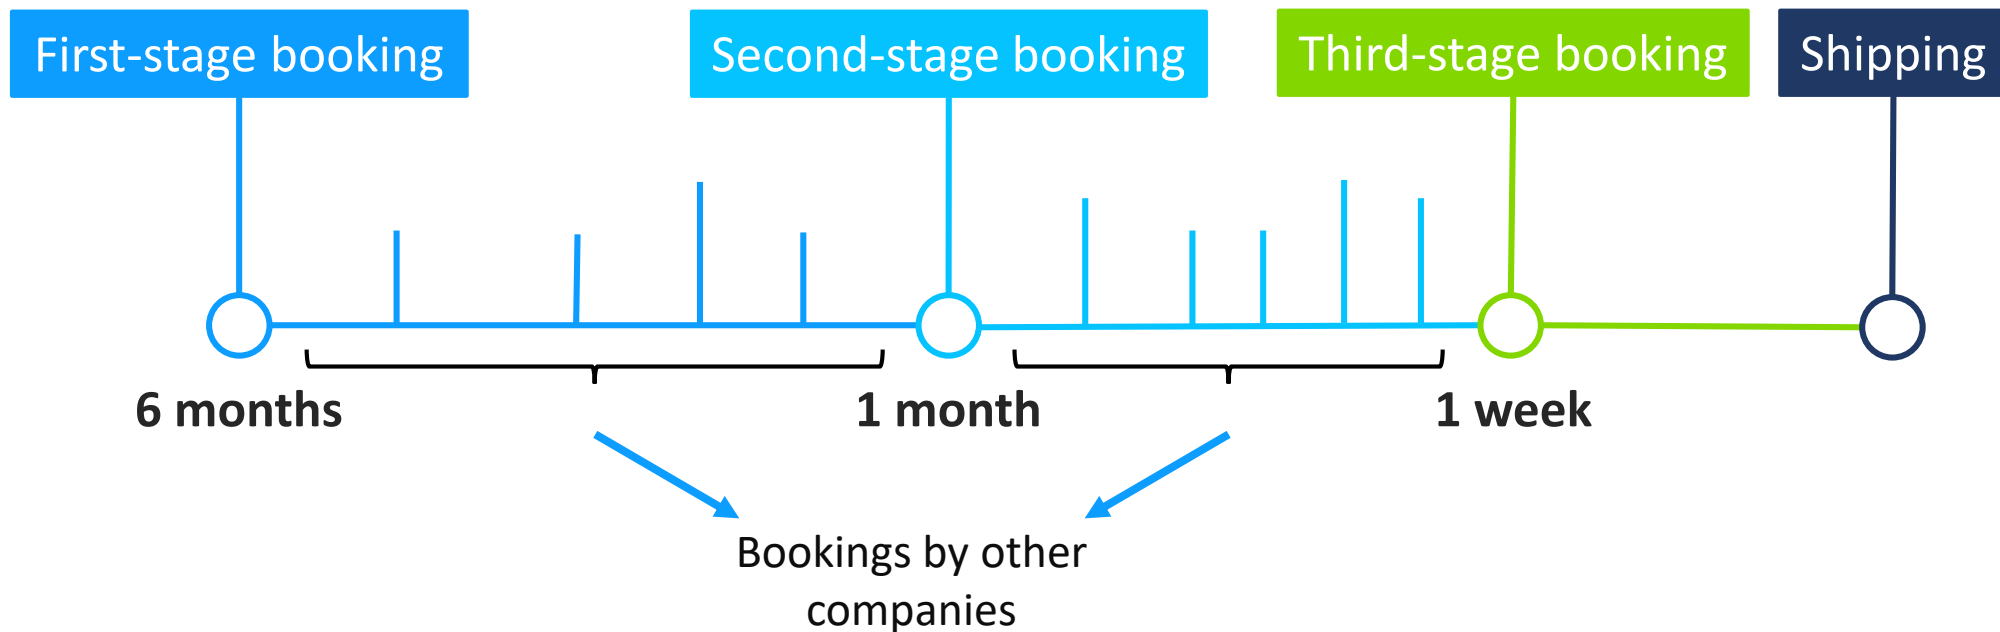 First-stage booking
Second-stage booking
Third-stage booking
Shipping
6 months
1 month
1 week
Bookings by other
companies